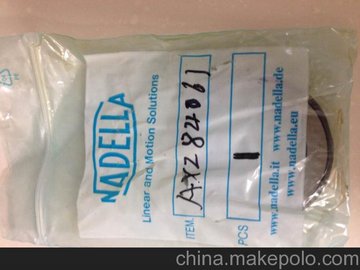 NADELLA
Linear and Motion Solutions
ITEM: AXZ 84061
PCS 1
www.nadella.it www.nadella.de
www.nadella.eu
china.makepolo.com